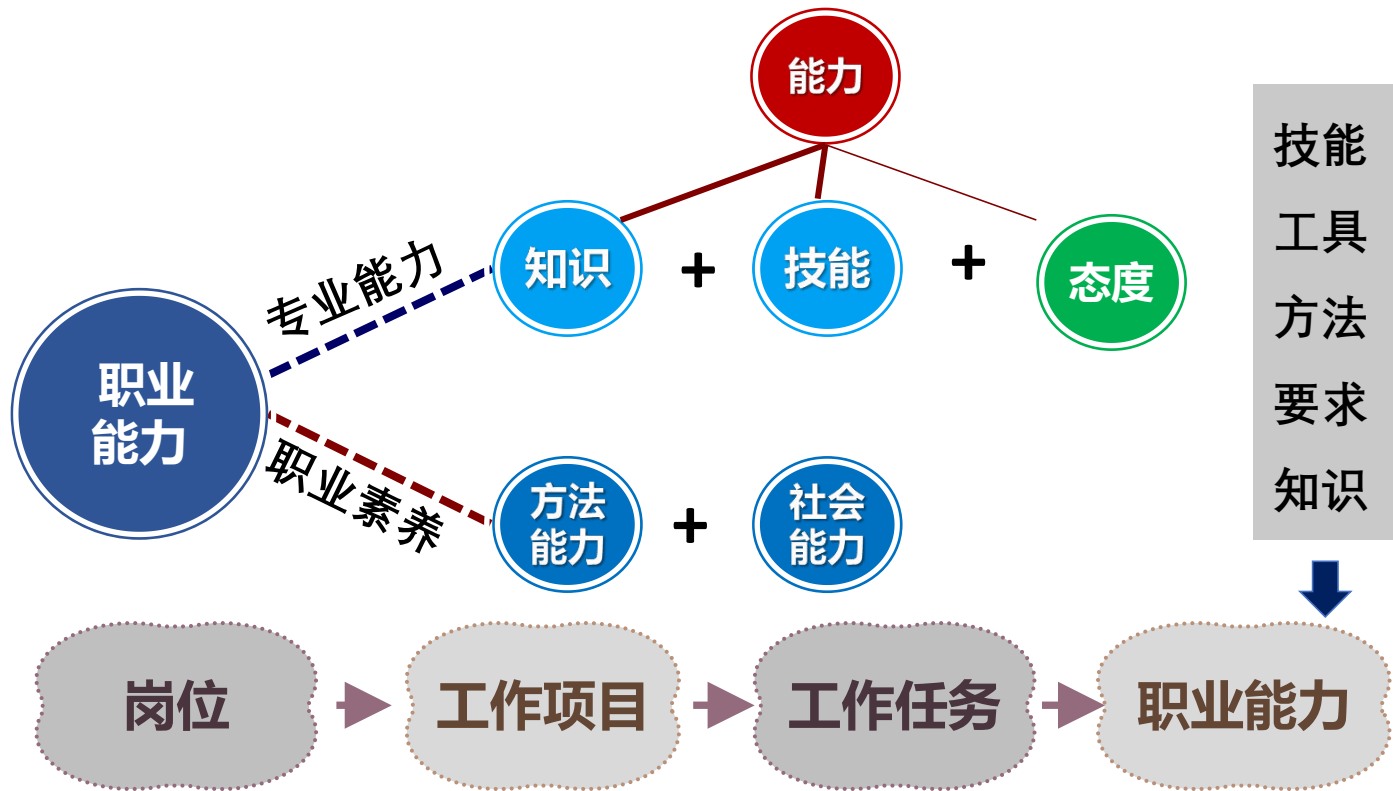 能力
知识
+
技能
+
态度
专业能力
职业
能力
职业素养
方法
能力
+
社会
能力
技能
工具
方法
要求
知识
岗位
工作项目
工作任务
职业能力